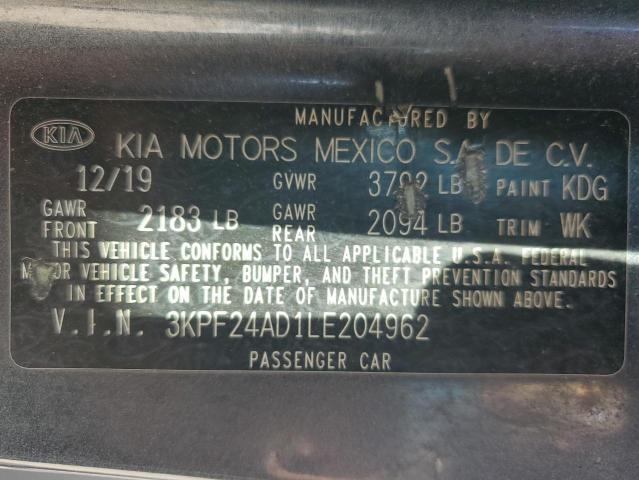 MANUFACTURED BY
KIA KIA MOTORS MEXICO S.A. DE C.V.
12/19 GVWR LB PAINT KDG
GAWR FRONT 2183 LB GAWR REAR 2094 LB TRIM WK
THIS VEHICLE CONFORMS TO ALL APPLICABLE U.S.A. FEDERAL
MOTOR VEHICLE SAFETY, BUMPER, AND THEFT PREVENTION STANDARDS
IN EFFECT ON THE DATE OF MANUFACTURE SHOWN ABOVE.
V.I.N. 3KPF24AD1LE204962
PASSENGER CAR